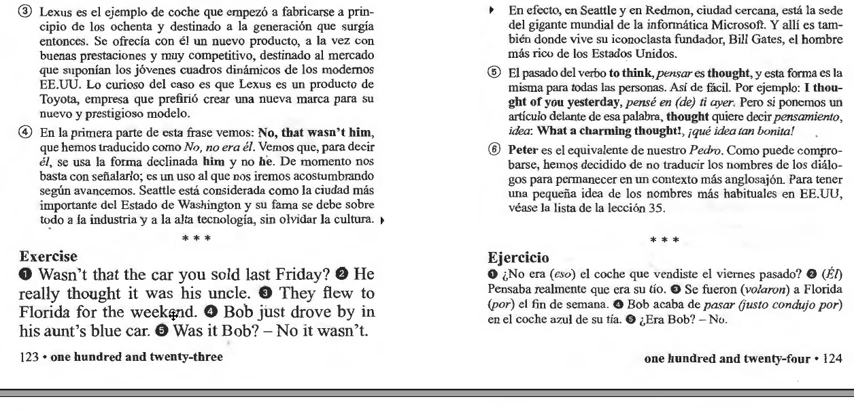 ③ Lexus es el ejemplo de coche que empezó a fabricarse a prin-
cipio de los ochenta y destinado a la generación que surgía
entonces. Se ofrecía con él un nuevo producto, a la vez con
buenas prestaciones y muy competitivo, destinado al mercado
que suponían los jóvenes cuadros dinámicos de los modernos
EE.UU. Lo curioso del caso es que Lexus es un producto de
Toyota, empresa que prefirió crear una nueva marca para su
nuevo y prestigioso modelo.
④ En la primera parte de esta frase vemos: No, that wasn't him,
que hemos traducido como No, no era él. Vemos que, para decir
él, se usa la forma declinada him y no he. De momento nos
basta con señalarlo; es un uso al que nos iremos acostumbrando
según avancemos. Seattle está considerada como la ciudad más
importante del Estado de Washington y su fama se debe sobre
todo a la industria y a la alta tecnología, sin olvidar la cultura. ▸
* * *
Exercise
❶ Wasn't that the car you sold last Friday? ❷ He
really thought it was his uncle. ❸ They flew to
Florida for the weekend. ❹ Bob just drove by in
his aunt's blue car. ❺ Was it Bob? – No it wasn't.
123 • one hundred and twenty-three
▸ En efecto, en Seattle y en Redmon, ciudad cercana, está la sede
del gigante mundial de la informática Microsoft. Y allí es tam-
bién donde vive su iconoclasta fundador, Bill Gates, el hombre
más rico de los Estados Unidos.
⑤ El pasado del verbo to think, pensar es thought, y esta forma es la
misma para todas las personas. Así de fácil. Por ejemplo: I thou-
ght of you yesterday, pensé en (de) ti ayer. Pero si ponemos un
artículo delante de esa palabra, thought quiere decir pensamiento,
idea: What a charming thought!, ¡qué idea tan bonita!
⑥ Peter es el equivalente de nuestro Pedro. Como puede compro-
barse, hemos decidido de no traducir los nombres de los diálo-
gos para permanecer en un contexto más anglosajón. Para tener
una pequeña idea de los nombres más habituales en EE.UU,
véase la lista de la lección 35.
* * *
Ejercicio
❶ ¿No era (eso) el coche que vendiste el viernes pasado? ❷ (Él)
Pensaba realmente que era su tío. ❸ Se fueron (volaron) a Florida
(por) el fin de semana. ❹ Bob acaba de pasar (justo condujo por)
en el coche azul de su tía. ❺ ¿Era Bob? – No.
one hundred and twenty-four • 124